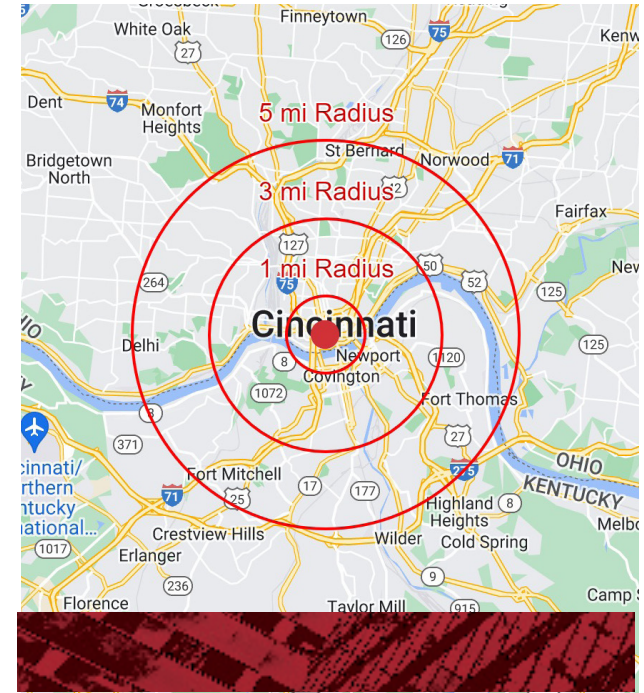 Finneytown
75
White Oak
126
27
Dent
74
Monfort
Heights
5 mi Radius
St Bernard
Norwood
71
Bridgetown
North
3 mi Radius
42
Fairfax
127
1 mi Radius
50
264
75
52
125
Cincinnati
Delhi
Newport
8
1120
125
Covington
1072
Fort Thomas
8
371
27
OHIO
Fort Mitchell
275
KENTUCKY
71
25
17
177
Highland
Heights
8
Crestview Hills
Wilder
Cold Spring
1017
Erlanger
9
236
Camp
Florence
Taylor Mill
915